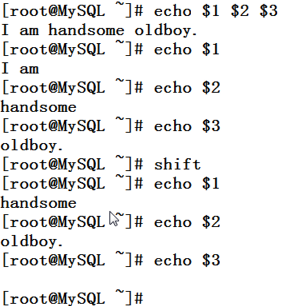 [root@MySQL ~]# echo $1 $2 $3
I am handsome oldboy.
[root@MySQL ~]# echo $1
I am
[root@MySQL ~]# echo $2
handsome
[root@MySQL ~]# echo $3
oldboy.
[root@MySQL ~]# shift
[root@MySQL ~]# echo $1
handsome
[root@MySQL ~]# echo $2
oldboy.
[root@MySQL ~]# echo $3

[root@MySQL ~]#